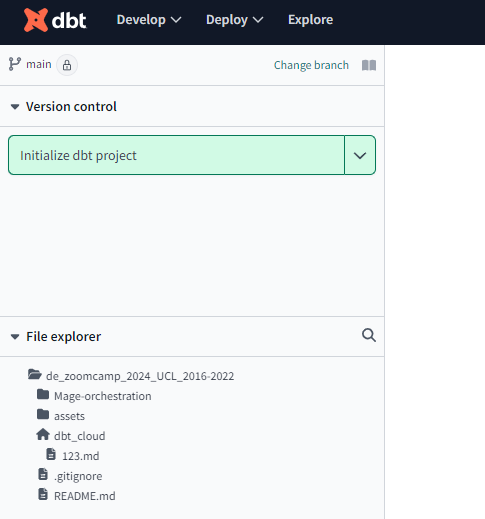 dbt Develop Deploy Explore
main Change branch
Version control
Initialize dbt project
File explorer
de_zoomcamp_2024_UCL_2016-2022
Mage-orchestration
assets
dbt_cloud
123.md
.gitignore
README.md